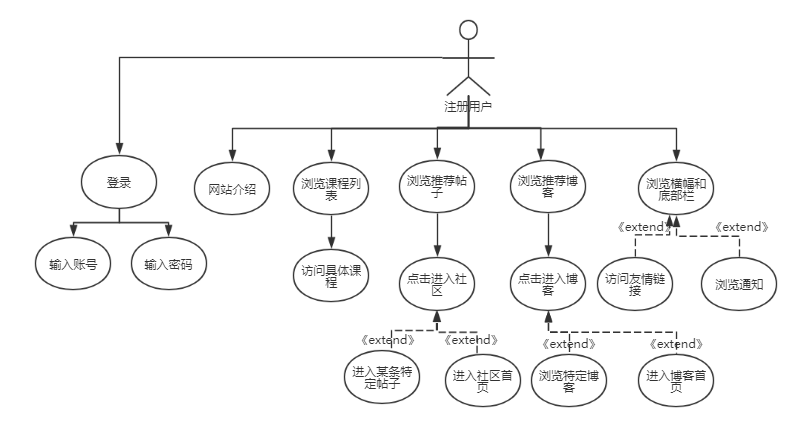 注册用户
登录
网站介绍
浏览课程列
表
浏览推荐帖
子
浏览推荐博
客
浏览横幅和
底部栏
《extend》
《extend》
输入账号
输入密码
访问具体课
程
点击进入社
区
点击进入博
客
访问友情链
接
浏览通知
《extend》
《extend》
《extend》
《extend》
进入某条特
定帖子
进入社区首
页
浏览特定博
客
进入博客首
页